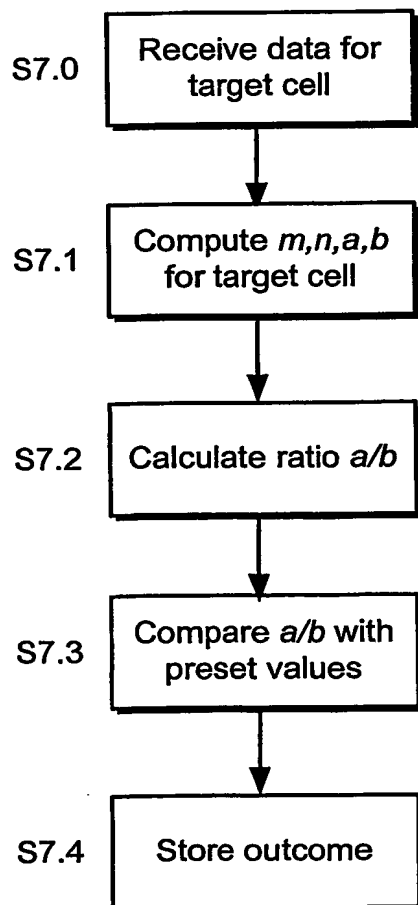 S7.0
Receive data for
target cell
S7.1
Compute m,n,a,b
for target cell
S7.2
Calculate ratio a/b
S7.3
Compare a/b with
preset values
S7.4
Store outcome